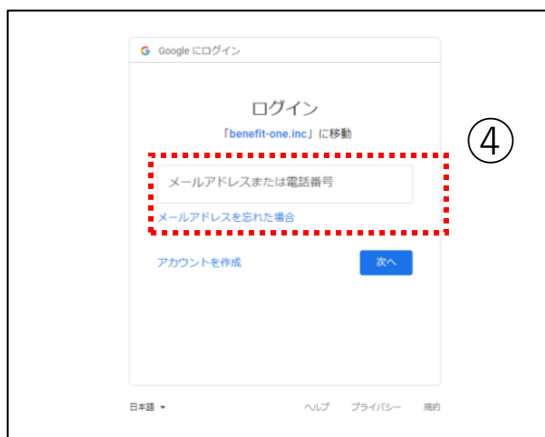 Google にログイン
ログイン
「benefit-one.inc」に移動
④
メールアドレスまたは電話番号
メールアドレスを忘れた場合
アカウントを作成
次へ
日本語
ヘルプ プライバシー 規約